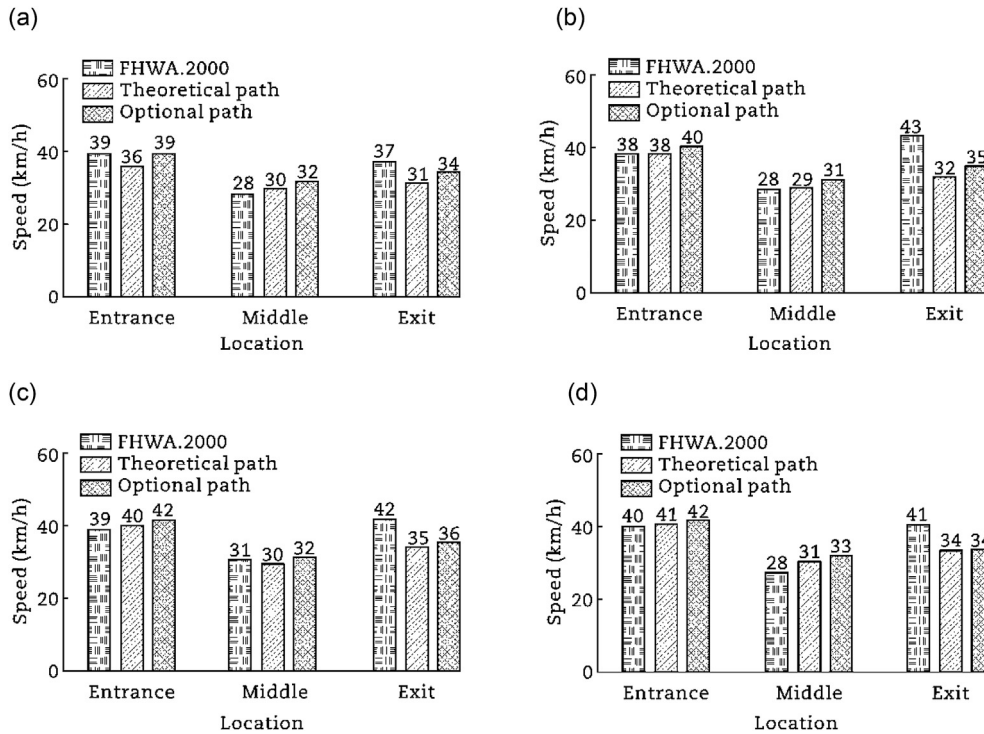 (a)
FHWA.2000
Theoretical path
Optional path
Speed (km/h)
60
40
20
0
39 36 39
28 30 32
37 31 34
Entrance Middle Exit
Location
(b)
FHWA.2000
Theoretical path
Optional path
Speed (km/h)
60
40
20
0
38 38 40
28 29 31
43 32 35
Entrance Middle Exit
Location
(c)
FHWA.2000
Theoretical path
Optional path
Speed (km/h)
60
40
20
0
39 40 42
31 30 32
42 35 36
Entrance Middle Exit
Location
(d)
FHWA.2000
Theoretical path
Optional path
Speed (km/h)
60
40
20
0
40 41 42
28 31 33
41 34 34
Entrance Middle Exit
Location